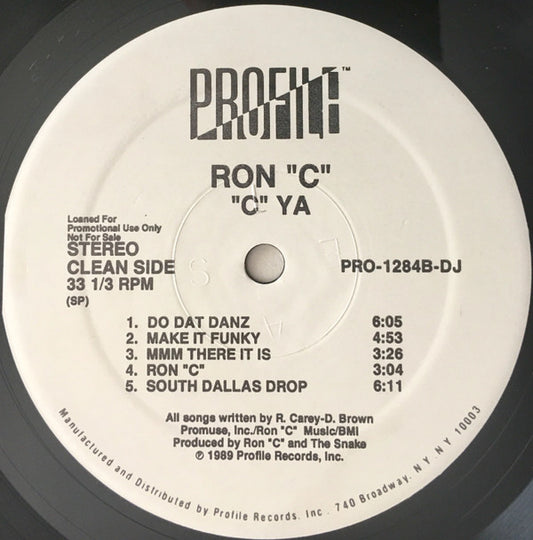 PROFILE™
RON "C"
"C" YA
Loaned For
Promotional Use Only
Not For Sale
STEREO
CLEAN SIDE
33 1/3 RPM
(SP)
PRO-1284B-DJ
1. DO DAT DANZ 6:05
2. MAKE IT FUNKY 4:53
3. MMM THERE IT IS 3:26
4. RON "C" 3:04
5. SOUTH DALLAS DROP 6:11
All songs written by R. Carey-D. Brown
Promuse, Inc./Ron "C" Music/BMI
Produced by Ron "C" and The Snake
℗ 1989 Profile Records, Inc.
Manufactured and Distributed by Profile Records. Inc. 740 Broadway, N.Y. NY 10003